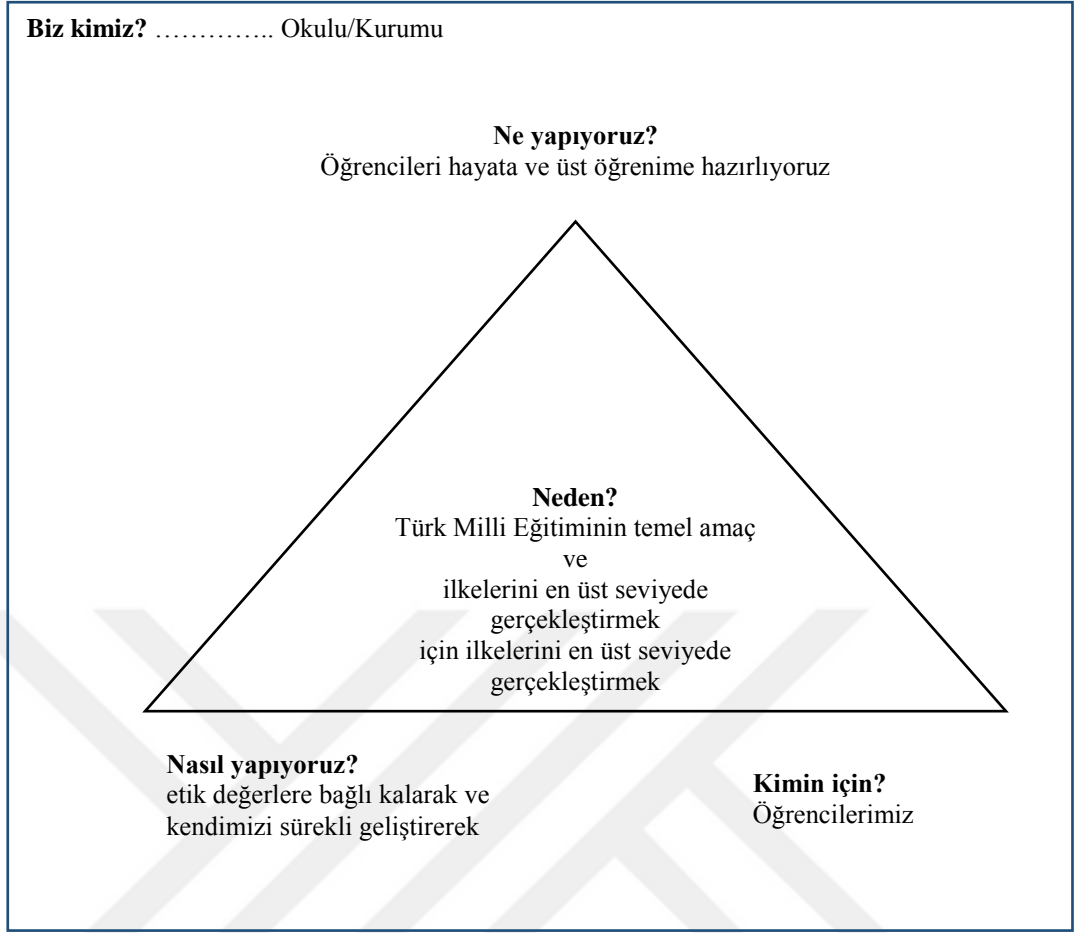 Biz kimiz? ………….. Okulu/Kurumu
Ne yapıyoruz?
Öğrencileri hayata ve üst öğrenime hazırlıyoruz
Neden?
Türk Milli Eğitiminin temel amaç
ve
ilkelerini en üst seviyede
gerçekleştirmek
için ilkelerini en üst seviyede
gerçekleştirmek
Nasıl yapıyoruz?
etik değerlere bağlı kalarak ve
kendimizi sürekli geliştirerek
Kimin için?
Öğrencilerimiz